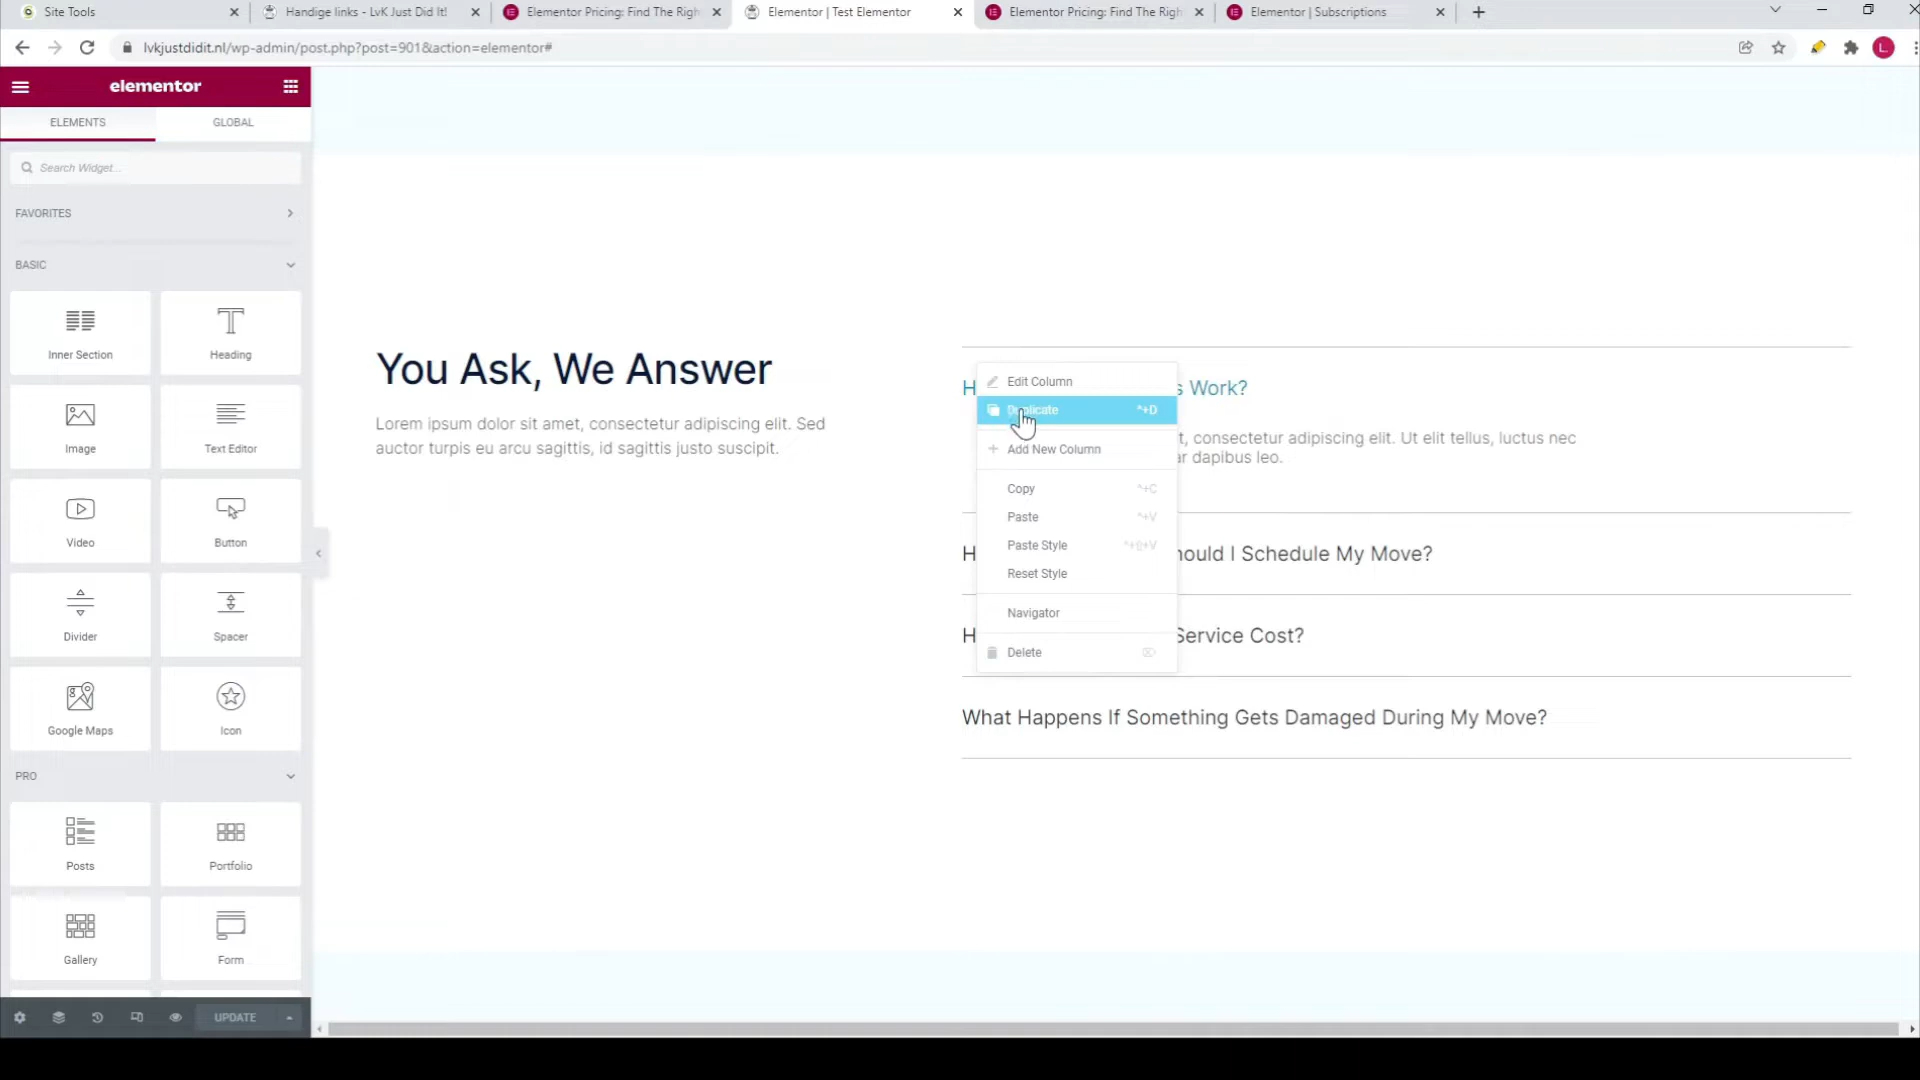 Site Tools
Handige links - LvK Just Did It!
Elementor Pricing: Find The Righ
Elementor | Test Elementor
Elementor Pricing: Find The Righ
Elementor | Subscriptions
lvkjustdidit.nl/wp-admin/post.php?post=901&action=elementor#
L
elementor
ELEMENTS
GLOBAL
Search Widget...
FAVORITES
BASIC
Inner Section
Heading
Image
Text Editor
Video
Button
Divider
Spacer
Google Maps
Icon
PRO
Posts
Portfolio
Gallery
Form
UPDATE
You Ask, We Answer
Lorem ipsum dolor sit amet, consectetur adipiscing elit. Sed
auctor turpis eu arcu sagittis, id sagittis justo suscipit.
Work?
, consectetur adipiscing elit. Ut elit tellus, luctus nec
dapibus leo.
hould I Schedule My Move?
Service Cost?
What Happens If Something Gets Damaged During My Move?
Edit Column
Duplicate ^+D
Add New Column
Copy ^+C
Paste ^+V
Paste Style ^+⇧+V
Reset Style
Navigator
Delete ⌦